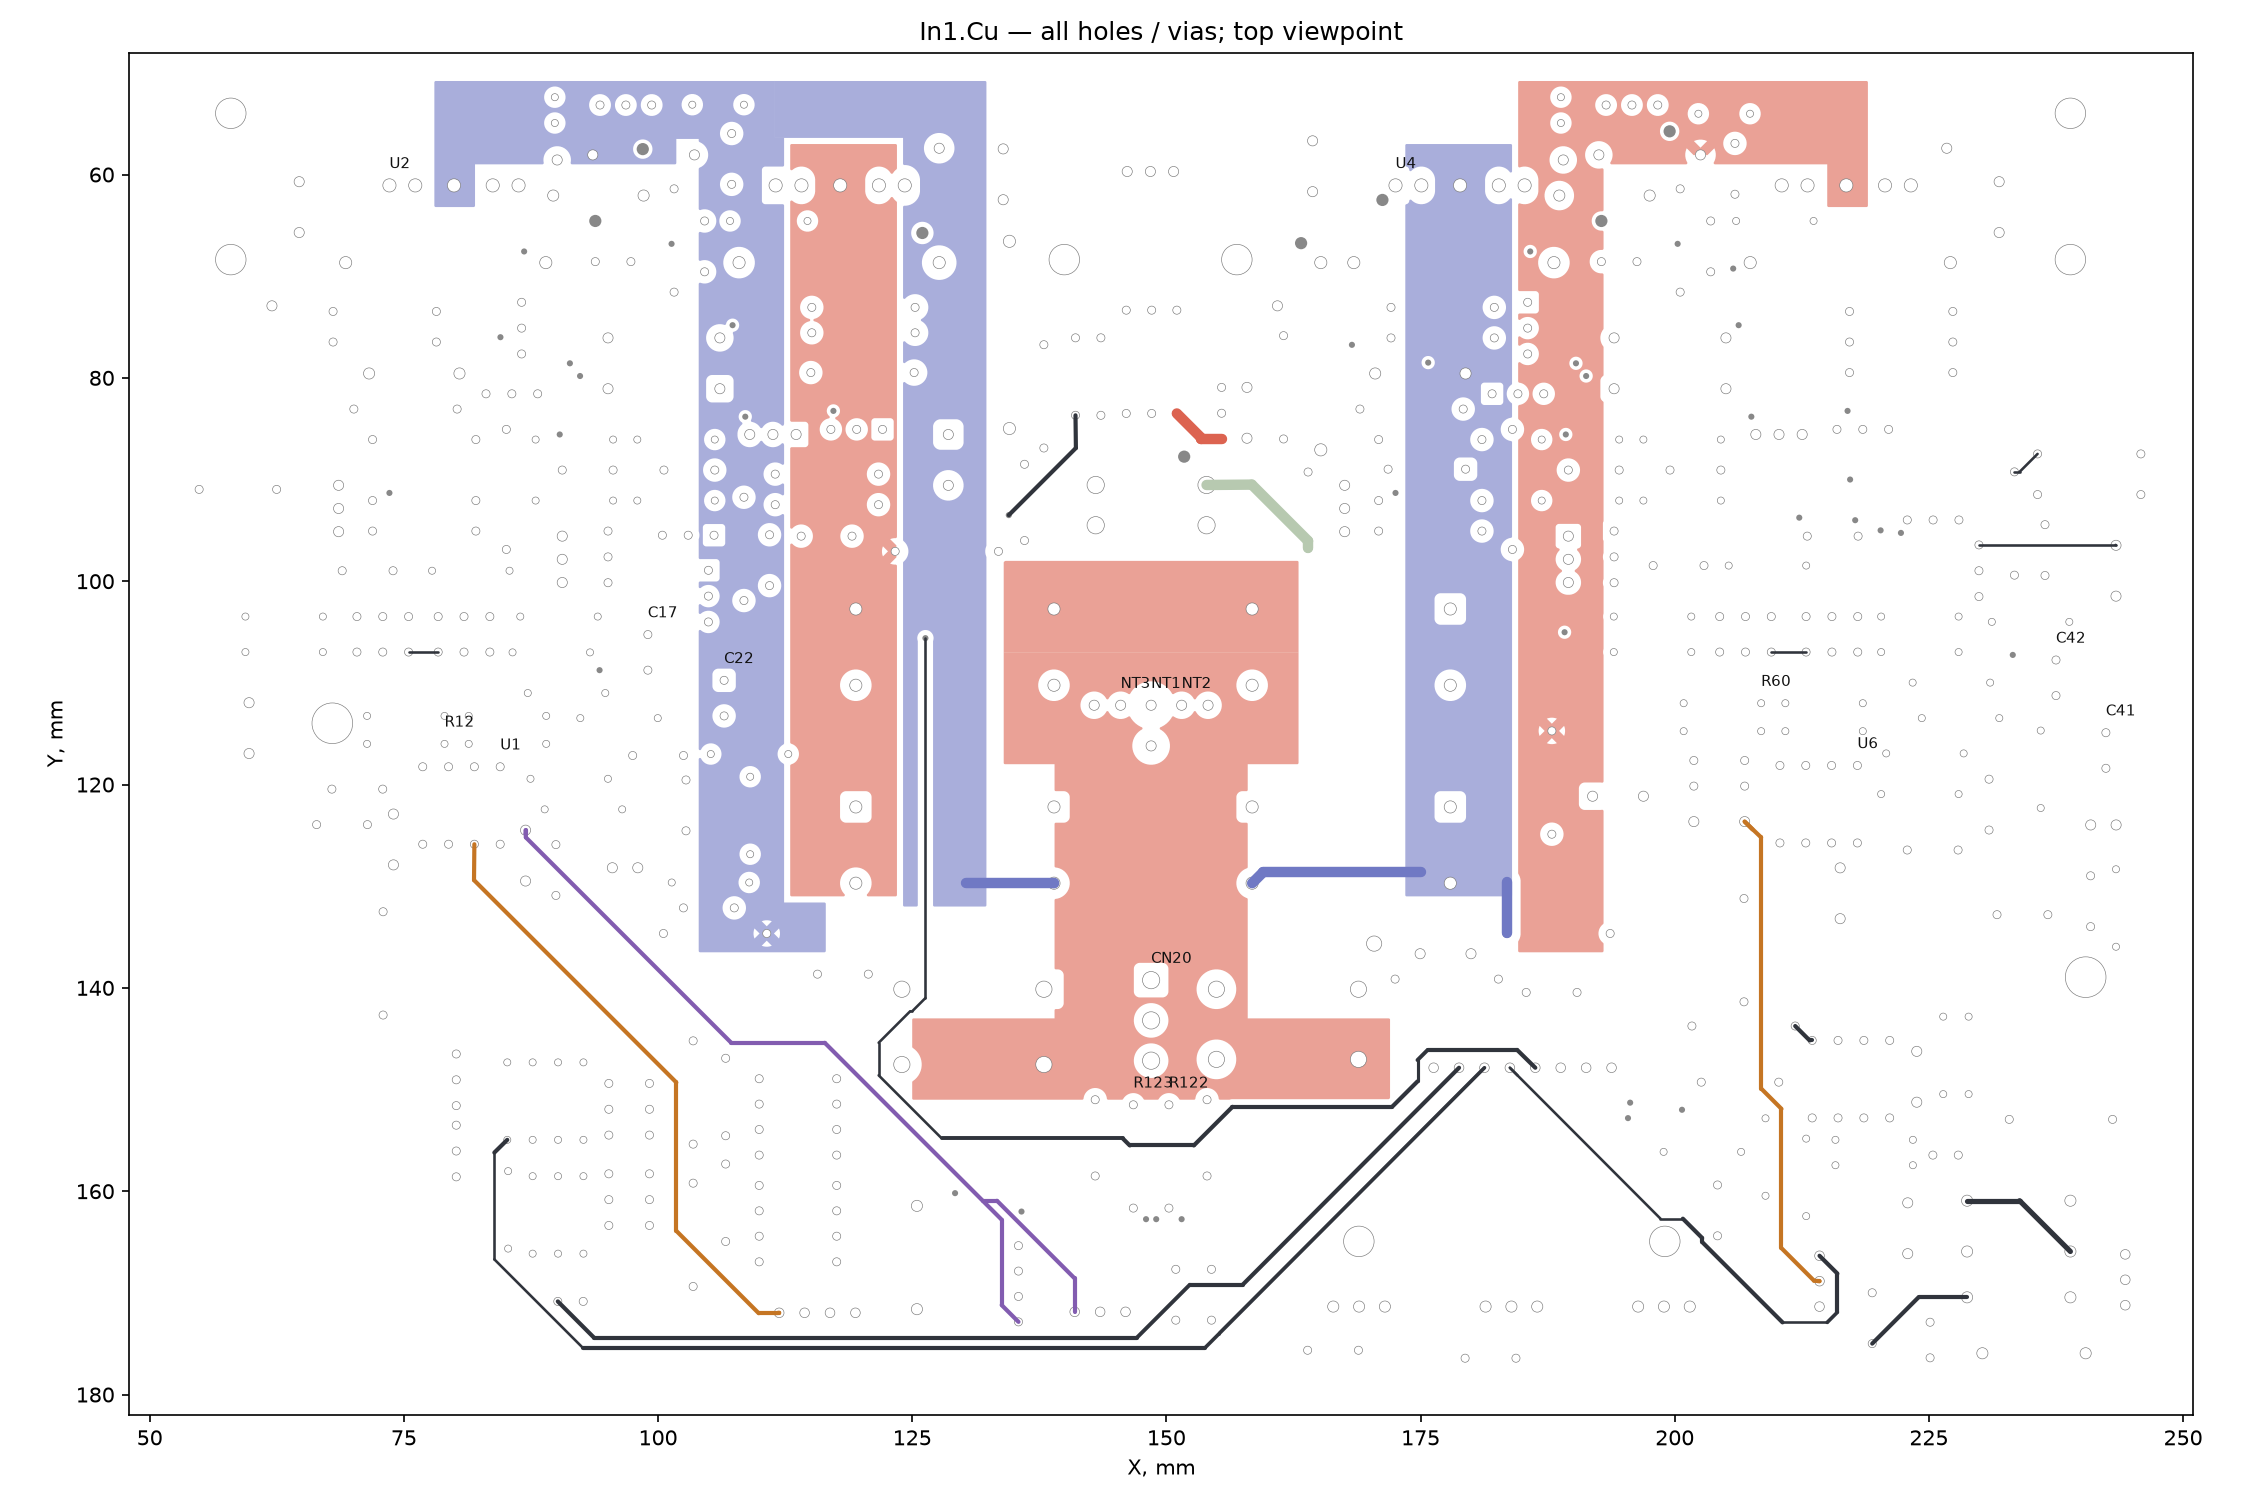 In1.Cu — all holes / vias; top viewpoint
60
80
100
120
140
160
180
Y, mm
U2
U4
C17
C22
NT3NT1NT2
R12
U1
R60
C42
C41
U6
CN20
R123R122
50
75
100
125
150
175
200
225
250
X, mm